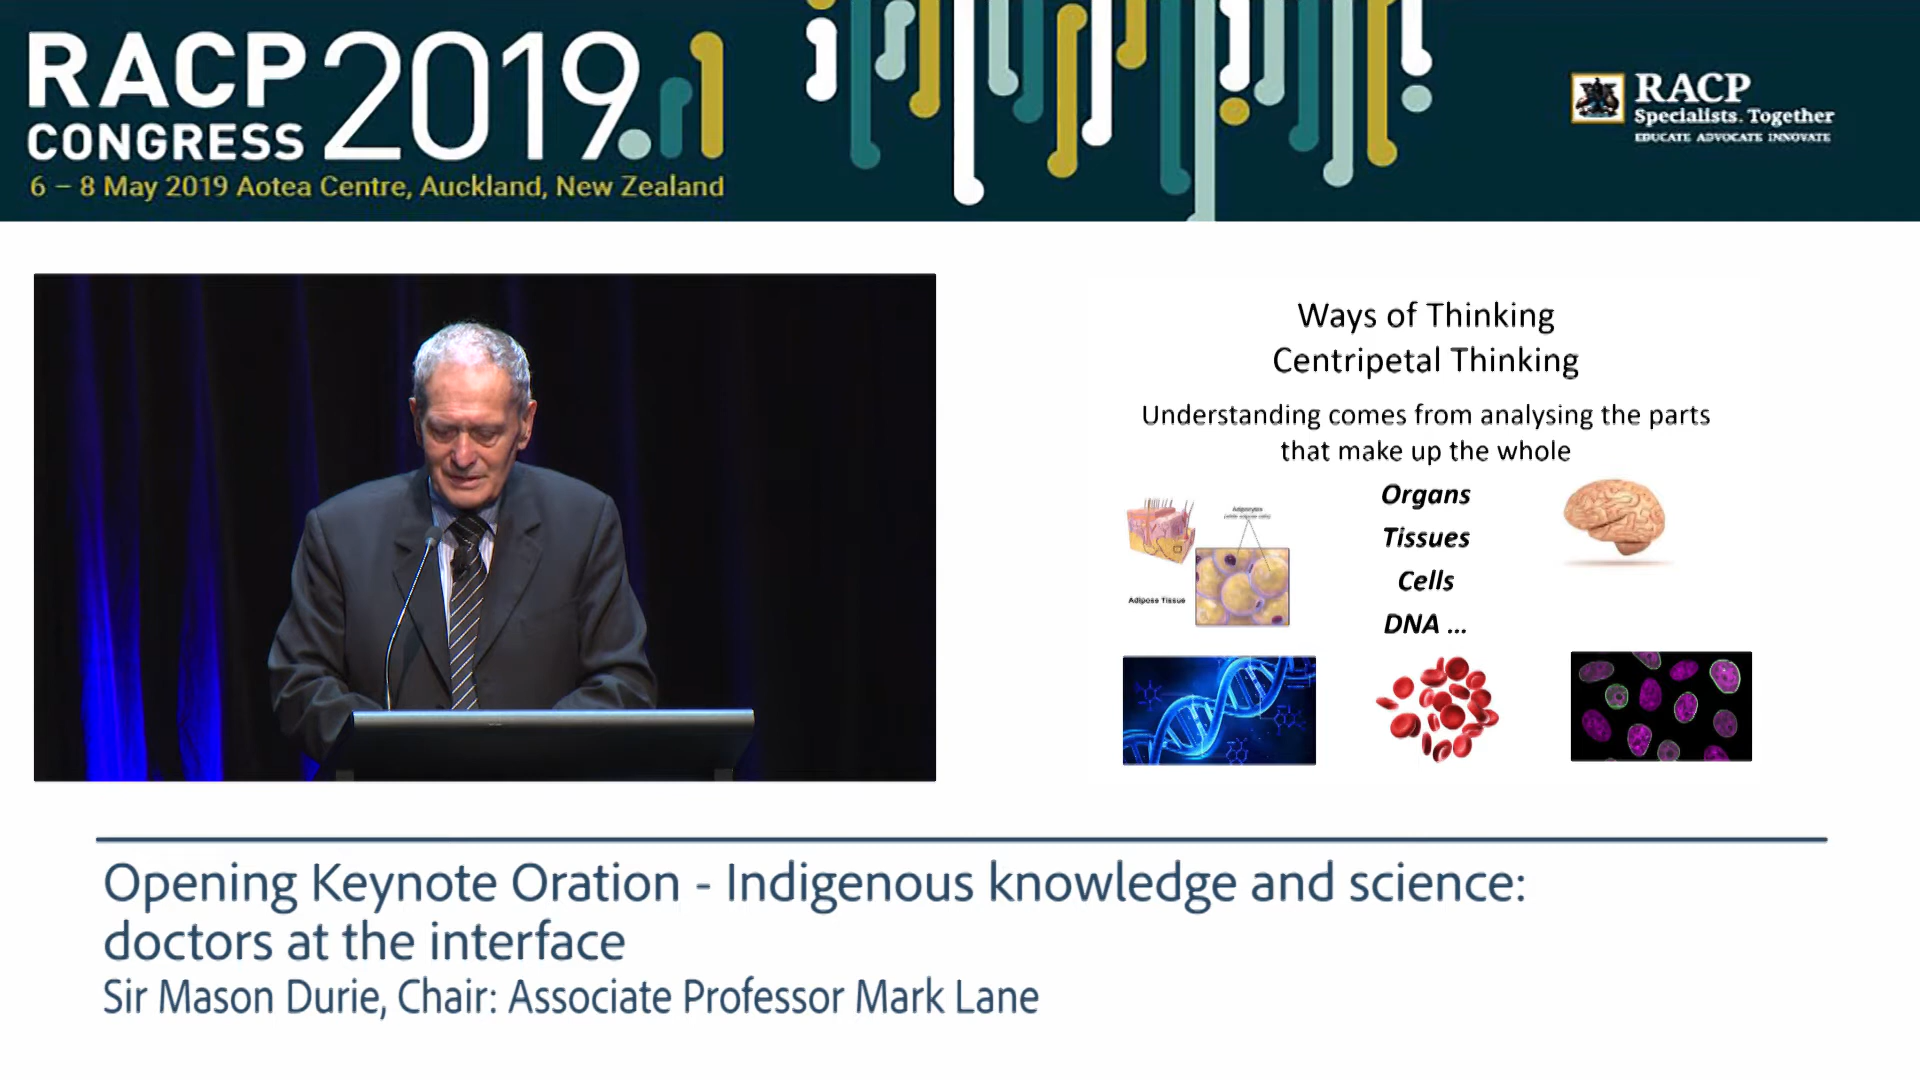 RACP
CONGRESS
2019
6 – 8 May 2019 Aotea Centre, Auckland, New Zealand
RACP
Specialists. Together
EDUCATE ADVOCATE INNOVATE
Ways of Thinking
Centripetal Thinking
Understanding comes from analysing the parts
that make up the whole
Organs
Tissues
Cells
DNA ...
Adipocytes
Adipose Tissue
Opening Keynote Oration - Indigenous knowledge and science:
doctors at the interface
Sir Mason Durie, Chair: Associate Professor Mark Lane